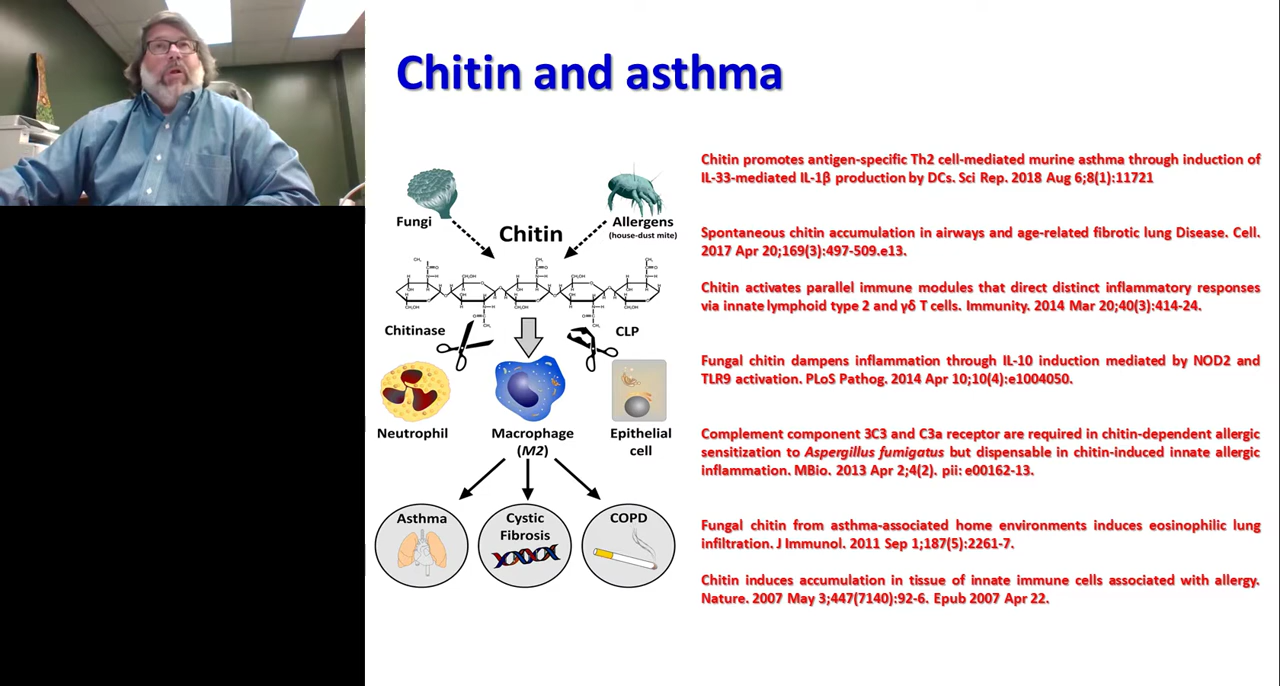 Chitin and asthma
Fungi
Allergens
(house-dust mite)
Chitin
Chitinase
CLP
Neutrophil
Macrophage
(M2)
Epithelial
cell
Asthma
Cystic
Fibrosis
COPD
Chitin promotes antigen-specific Th2 cell-mediated murine asthma through induction of
IL-33-mediated IL-1β production by DCs. Sci Rep. 2018 Aug 6;8(1):11721
Spontaneous chitin accumulation in airways and age-related fibrotic lung Disease. Cell.
2017 Apr 20;169(3):497-509.e13.
Chitin activates parallel immune modules that direct distinct inflammatory responses
via innate lymphoid type 2 and γδ T cells. Immunity. 2014 Mar 20;40(3):414-24.
Fungal chitin dampens inflammation through IL-10 induction mediated by NOD2 and
TLR9 activation. PLoS Pathog. 2014 Apr 10;10(4):e1004050.
Complement component 3C3 and C3a receptor are required in chitin-dependent allergic
sensitization to Aspergillus fumigatus but dispensable in chitin-induced innate allergic
inflammation. MBio. 2013 Apr 2;4(2). pii: e00162-13.
Fungal chitin from asthma-associated home environments induces eosinophilic lung
infiltration. J Immunol. 2011 Sep 1;187(5):2261-7.
Chitin induces accumulation in tissue of innate immune cells associated with allergy.
Nature. 2007 May 3;447(7140):92-6. Epub 2007 Apr 22.